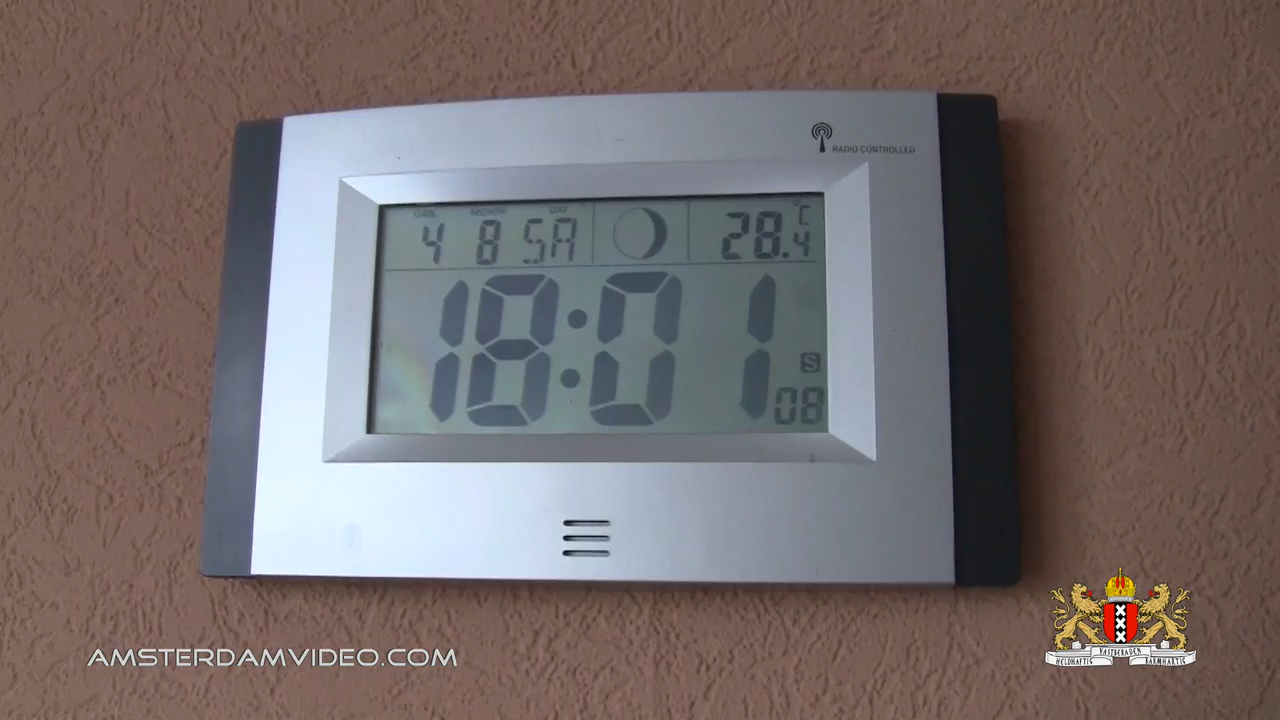 RADIO CONTROLLED
DATE MONTH DAY
4 8 SA 28.4 °C
18:01
S
08
AMSTERDAMVIDEO.COM
HELDHAFTIG VASTBERADEN BARMHARTIG